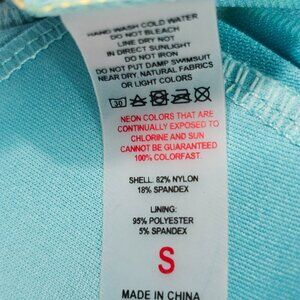 HAND WASH COLD WATER
DO NOT BLEACH
LINE DRY NOT
IN DIRECT SUNLIGHT
DO NOT IRON
DO NOT PUT DAMP SWIMSUIT
NEAR DRY. NATURAL FABRICS
OR LIGHT COLORS
30
NEON COLORS THAT ARE
CONTINUALLY EXPOSED TO
CHLORINE AND SUN
CANNOT BE GUARANTEED
100% COLORFAST.
SHELL: 82% NYLON
18% SPANDEX
LINING:
95% POLYESTER
5% SPANDEX
S
MADE IN CHINA